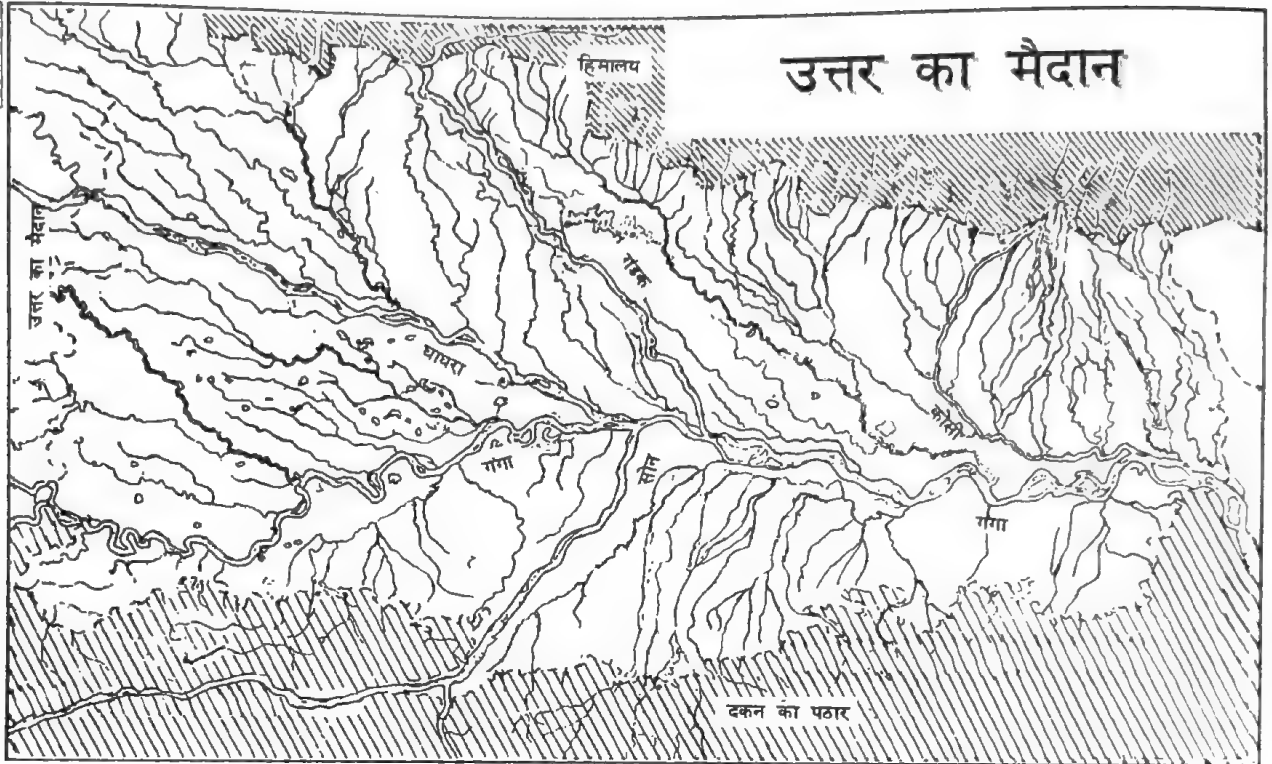 उत्तर का मैदान
हिमालय
उत्तर का मैदान
गंडक
घाघरा
कोसी
गंगा
सोन
गंगा
दकन का पठार